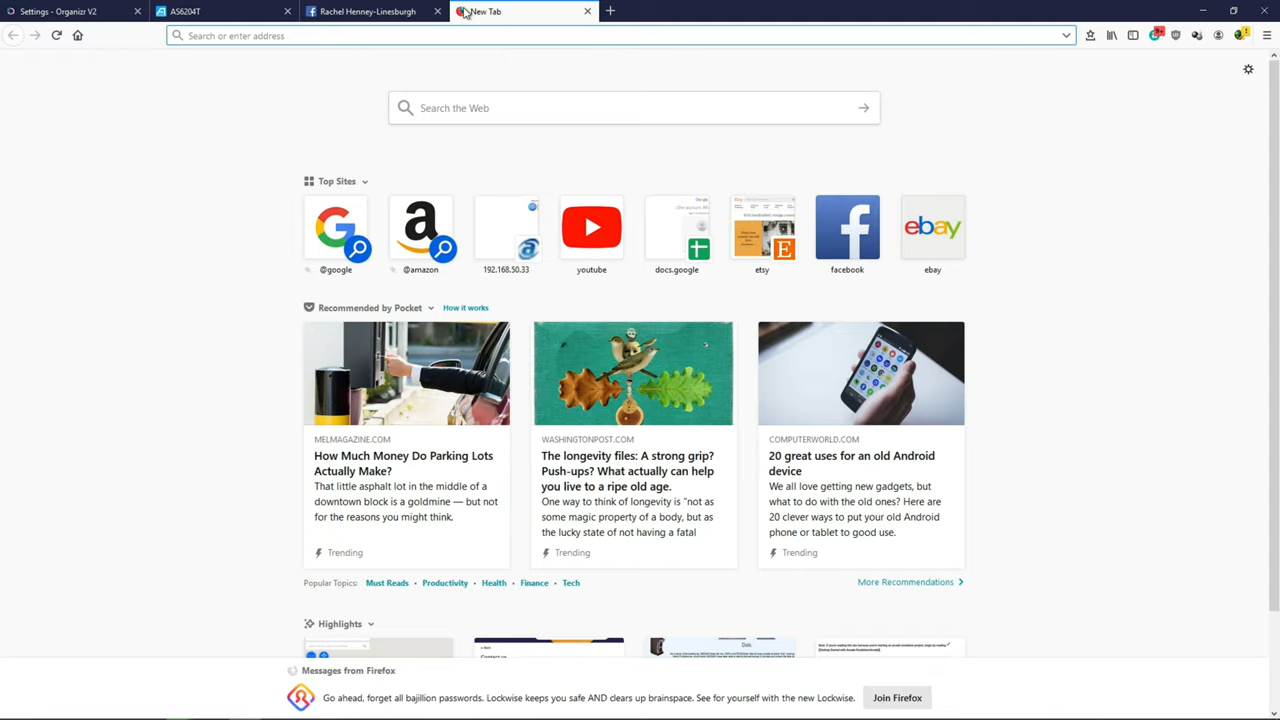 Settings - Organizr V2
AS6204T
Rachel Henney-Linesburgh
New Tab
Search or enter address
9+
Search the Web
Top Sites
@google
@amazon
192.168.50.33
youtube
docs.google
etsy
facebook
ebay
Recommended by Pocket
How it works
MELMAGAZINE.COM
How Much Money Do Parking Lots
Actually Make?
That little asphalt lot in the middle of a
downtown block is a goldmine — but not
for the reasons you might think.
Trending
WASHINGTONPOST.COM
The longevity files: A strong grip?
Push-ups? What actually can help
you live to a ripe old age.
One way to think of longevity is "not as
some magic property of a body, but as
the lucky state of not having a fatal
Trending
COMPUTERWORLD.COM
20 great uses for an old Android
device
We all love getting new gadgets, but
what to do with the old ones? Here are
20 clever ways to put your old Android
phone or tablet to good use.
Trending
Popular Topics: Must Reads · Productivity · Health · Finance · Tech
More Recommendations
Highlights
Messages from Firefox
Go ahead, forget all bajillion passwords. Lockwise keeps you safe AND clears up brainspace. See for yourself with the new Lockwise.
Join Firefox